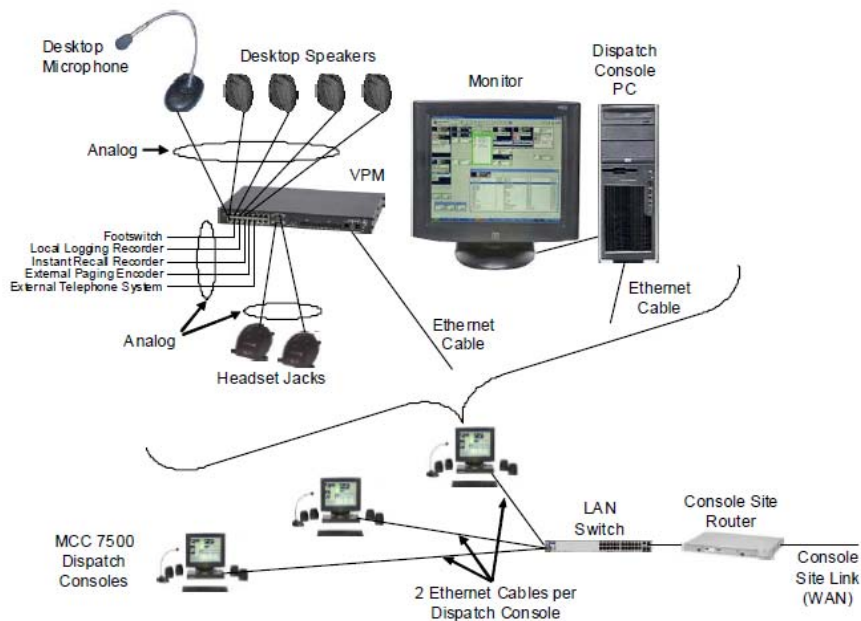 Desktop
Microphone
Desktop Speakers
Monitor
Dispatch
Console
PC
Analog
VPM
Footswitch
Local Logging Recorder
Instant Recall Recorder
External Paging Encoder
External Telephone System
Analog
Headset Jacks
Ethernet
Cable
Ethernet
Cable
MCC 7500
Dispatch
Consoles
LAN
Switch
Console Site
Router
2 Ethernet Cables per
Dispatch Console
Console
Site Link
(WAN)